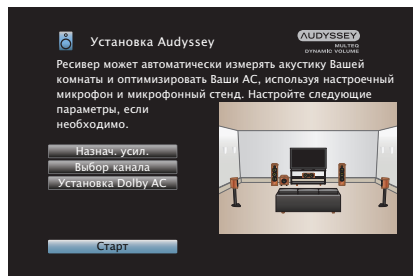 Установка Audyssey
AUDYSSEY
MULTEQ
DYNAMIC VOLUME
Ресивер может автоматически измерять акустику Вашей
комнаты и оптимизировать Ваши АС, используя настроечный
микрофон и микрофонный стенд. Настройте следующие
параметры, если
необходимо.
Назнач. усил.
Выбор канала
Установка Dolby АС
Старт